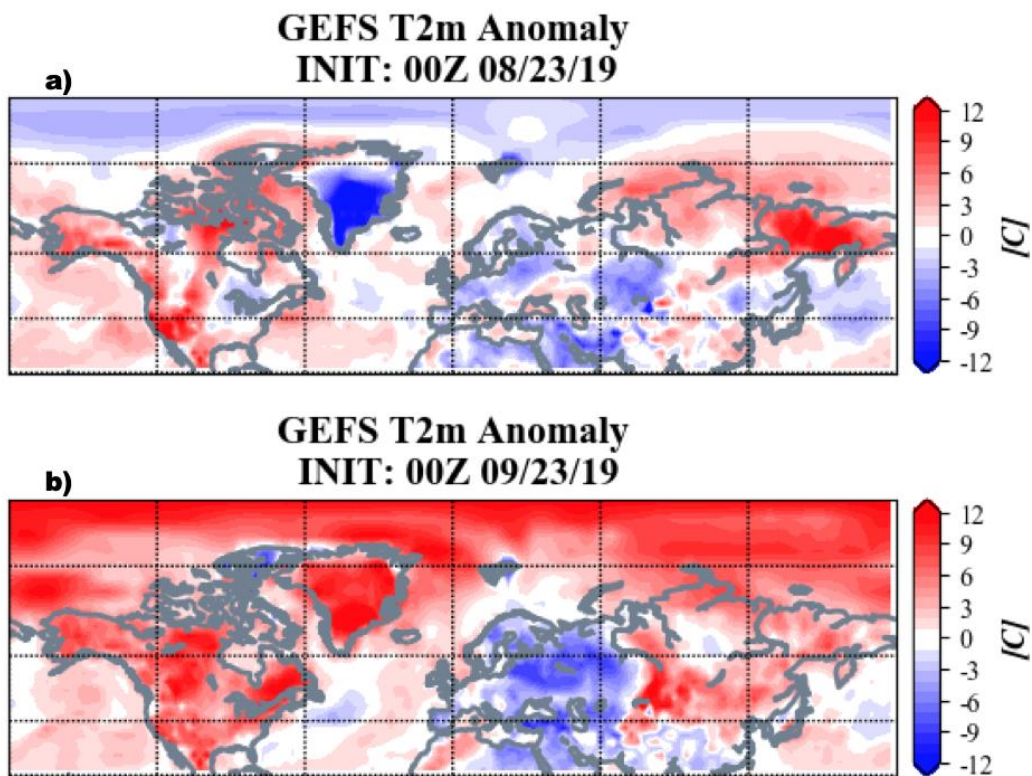 GEFS T2m Anomaly
INIT: 00Z 08/23/19
a)
12
9
6
3
0
-3
-6
-9
-12
[C]
GEFS T2m Anomaly
INIT: 00Z 09/23/19
b)
12
9
6
3
0
-3
-6
-9
-12
[C]